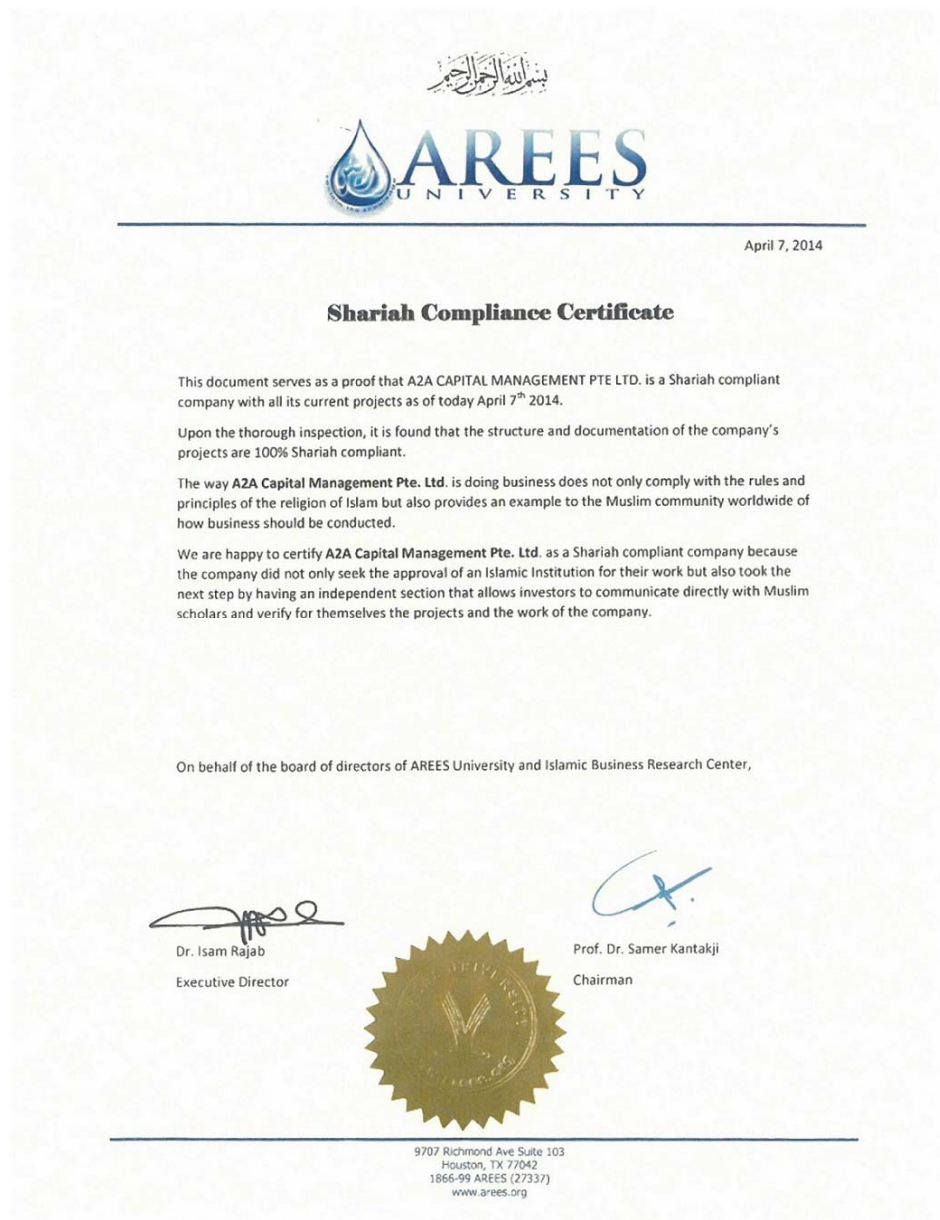 بسم الله الرحمن الرحيم
AREES
UNIVERSITY
April 7, 2014
Shariah Compliance Certificate
This document serves as a proof that A2A CAPITAL MANAGEMENT PTE LTD. is a Shariah compliant
company with all its current projects as of today April 7th 2014.
Upon the thorough inspection, it is found that the structure and documentation of the company's
projects are 100% Shariah compliant.
The way A2A Capital Management Pte. Ltd. is doing business does not only comply with the rules and
principles of the religion of Islam but also provides an example to the Muslim community worldwide of
how business should be conducted.
We are happy to certify A2A Capital Management Pte. Ltd. as a Shariah compliant company because
the company did not only seek the approval of an Islamic Institution for their work but also took the
next step by having an independent section that allows investors to communicate directly with Muslim
scholars and verify for themselves the projects and the work of the company.
On behalf of the board of directors of AREES University and Islamic Business Research Center,
Dr. Isam Rajab
Executive Director
Prof. Dr. Samer Kantakji
Chairman
UNIVERSITY
9707 Richmond Ave Suite 103
Houston, TX 77042
1866-99 AREES (27337)
www.arees.org